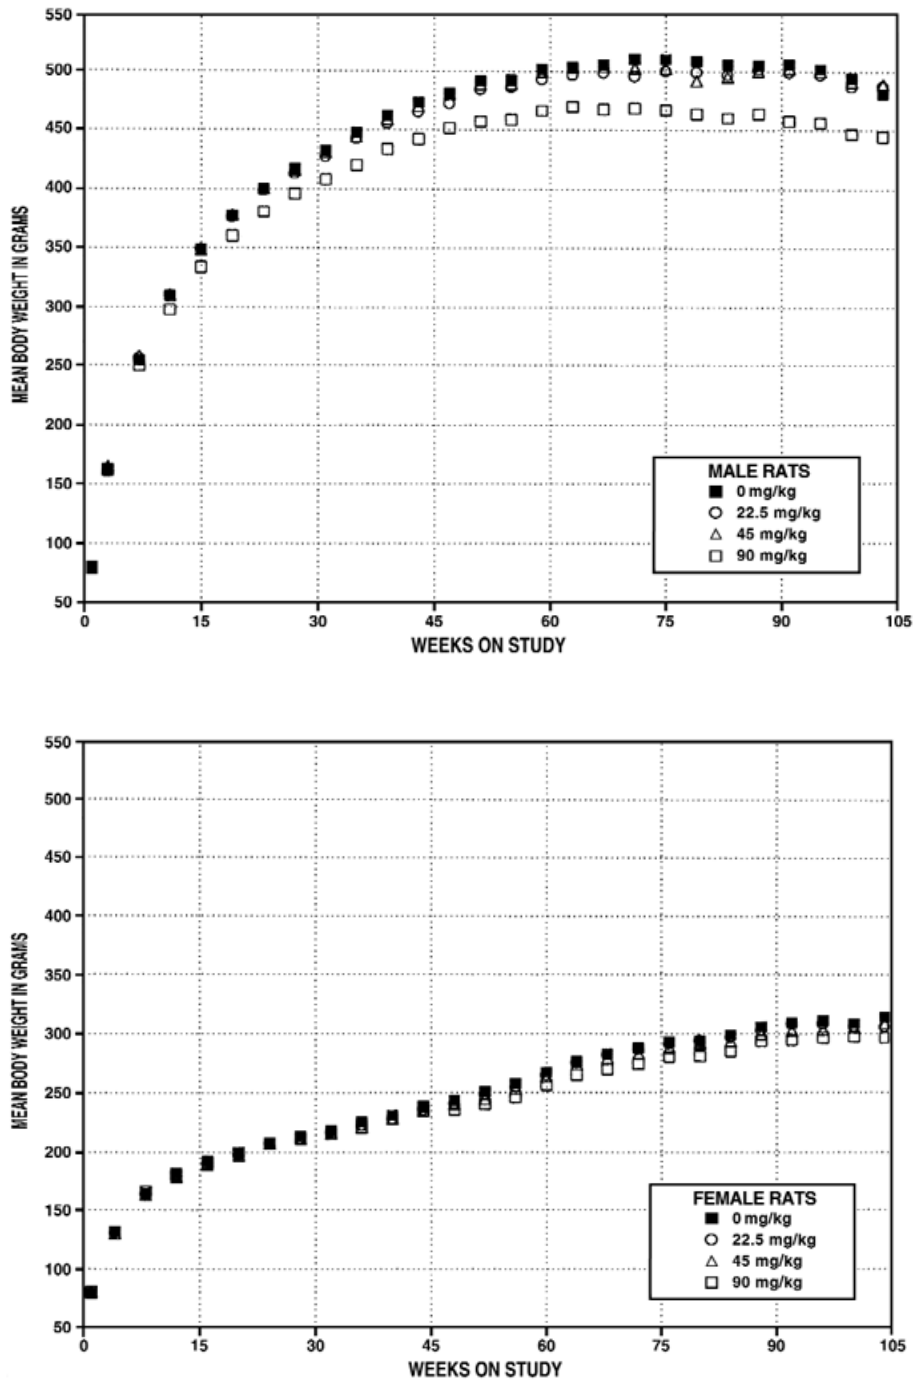 550
500
450
400
350
300
250
200
150
100
50
MEAN BODY WEIGHT IN GRAMS
MALE RATS
0 mg/kg
22.5 mg/kg
45 mg/kg
90 mg/kg
0 15 30 45 60 75 90 105
WEEKS ON STUDY
550
500
450
400
350
300
250
200
150
100
50
MEAN BODY WEIGHT IN GRAMS
FEMALE RATS
0 mg/kg
22.5 mg/kg
45 mg/kg
90 mg/kg
0 15 30 45 60 75 90 105
WEEKS ON STUDY